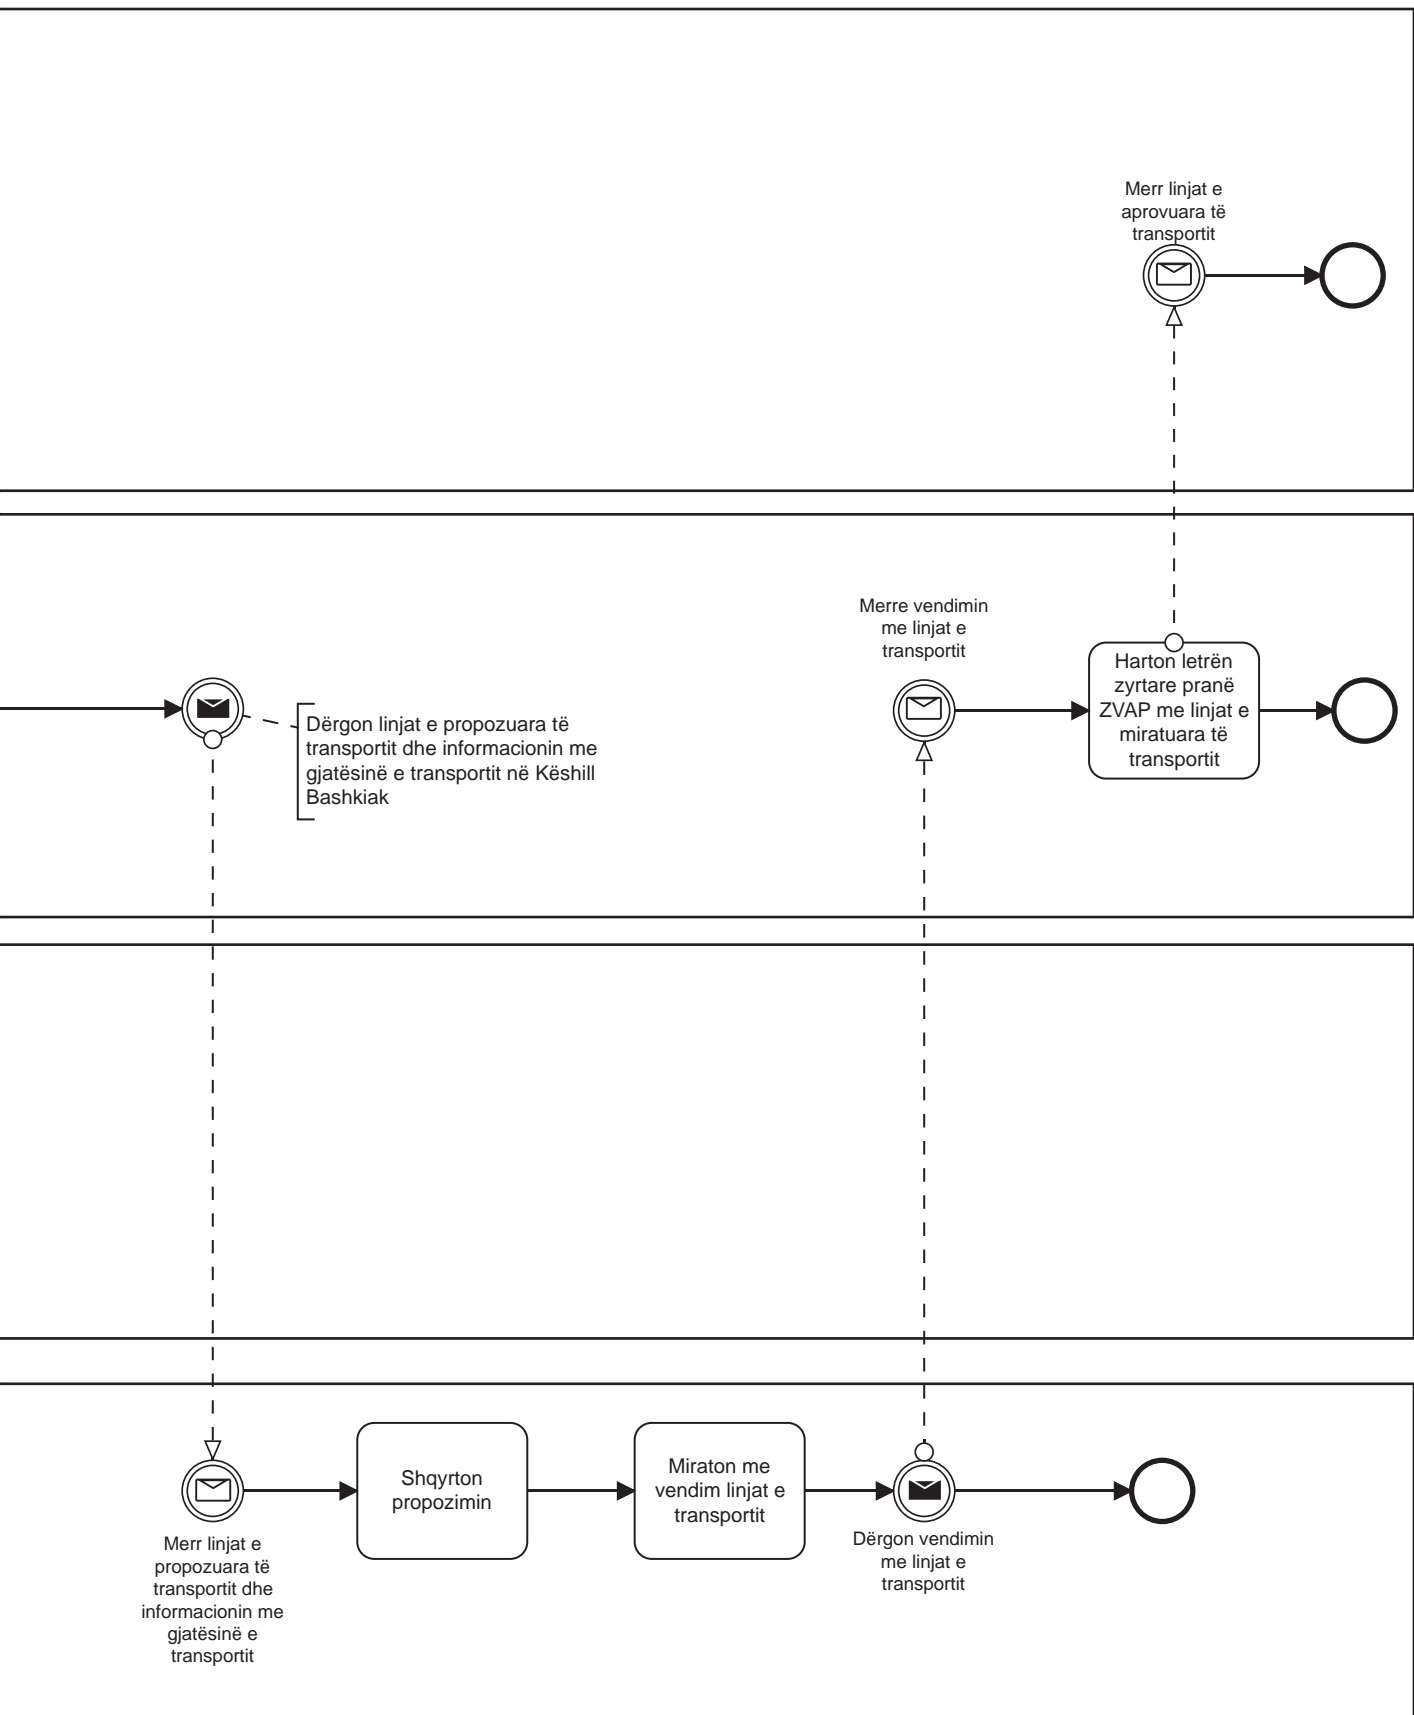 Merr linjat e
aprovuara të
transportit
Merre vendimin
me linjat e
transportit
Harton letrën
zyrtare pranë
ZVAP me linjat e
miratuara të
transportit
Dërgon linjat e propozuara të
transportit dhe informacionin me
gjatësinë e transportit në Këshill
Bashkiak
Shqyrton
propozimin
Miraton me
vendim linjat e
transportit
Merr linjat e
propozuara të
transportit dhe
informacionin me
gjatësinë e
transportit
Dërgon vendimin
me linjat e
transportit